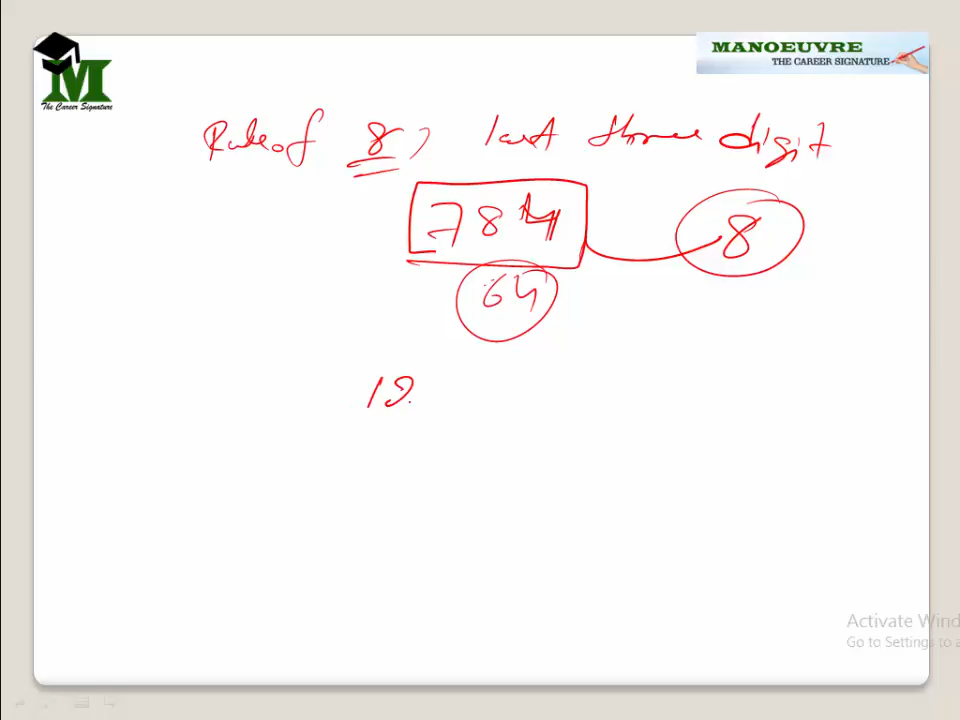 M
The Career Signature
MANOEUVRE
THE CAREER SIGNATURE
Rule of 8, last three digit
784 8
64
19
Activate Wind
Go to Settings to a